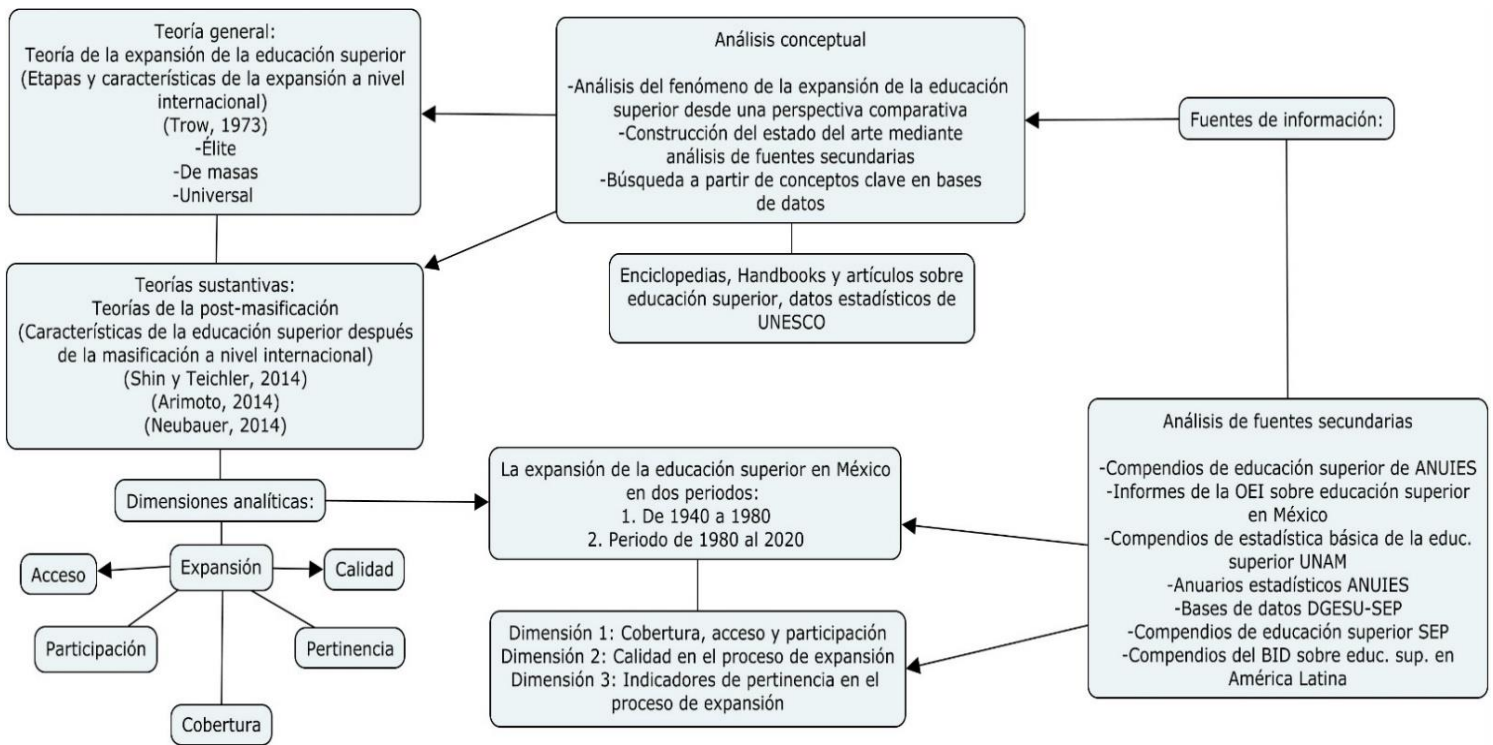 Teoría general:
Teoría de la expansión de la educación superior
(Etapas y características de la expansión a nivel
internacional)
(Trow, 1973)
-Élite
-De masas
-Universal
Análisis conceptual
-Análisis del fenómeno de la expansión de la educación
superior desde una perspectiva comparativa
-Construcción del estado del arte mediante
análisis de fuentes secundarias
-Búsqueda a partir de conceptos clave en bases
de datos
Fuentes de información:
Teorías sustantivas:
Teorías de la post-masificación
(Características de la educación superior después
de la masificación a nivel internacional)
(Shin y Teichler, 2014)
(Arimoto, 2014)
(Neubauer, 2014)
Enciclopedias, Handbooks y artículos sobre
educación superior, datos estadísticos de
UNESCO
Análisis de fuentes secundarias
-Compendios de educación superior de ANUIES
-Informes de la OEI sobre educación superior
en México
-Compendios de estadística básica de la educ.
superior UNAM
-Anuarios estadísticos ANUIES
-Bases de datos DGESU-SEP
-Compendios de educación superior SEP
-Compendios del BID sobre educ. sup. en
América Latina
La expansión de la educación superior en México
en dos periodos:
1. De 1940 a 1980
2. Periodo de 1980 al 2020
Dimensiones analíticas:
Expansión
Acceso
Calidad
Participación
Pertinencia
Cobertura
Dimensión 1: Cobertura, acceso y participación
Dimensión 2: Calidad en el proceso de expansión
Dimensión 3: Indicadores de pertinencia en el
proceso de expansión